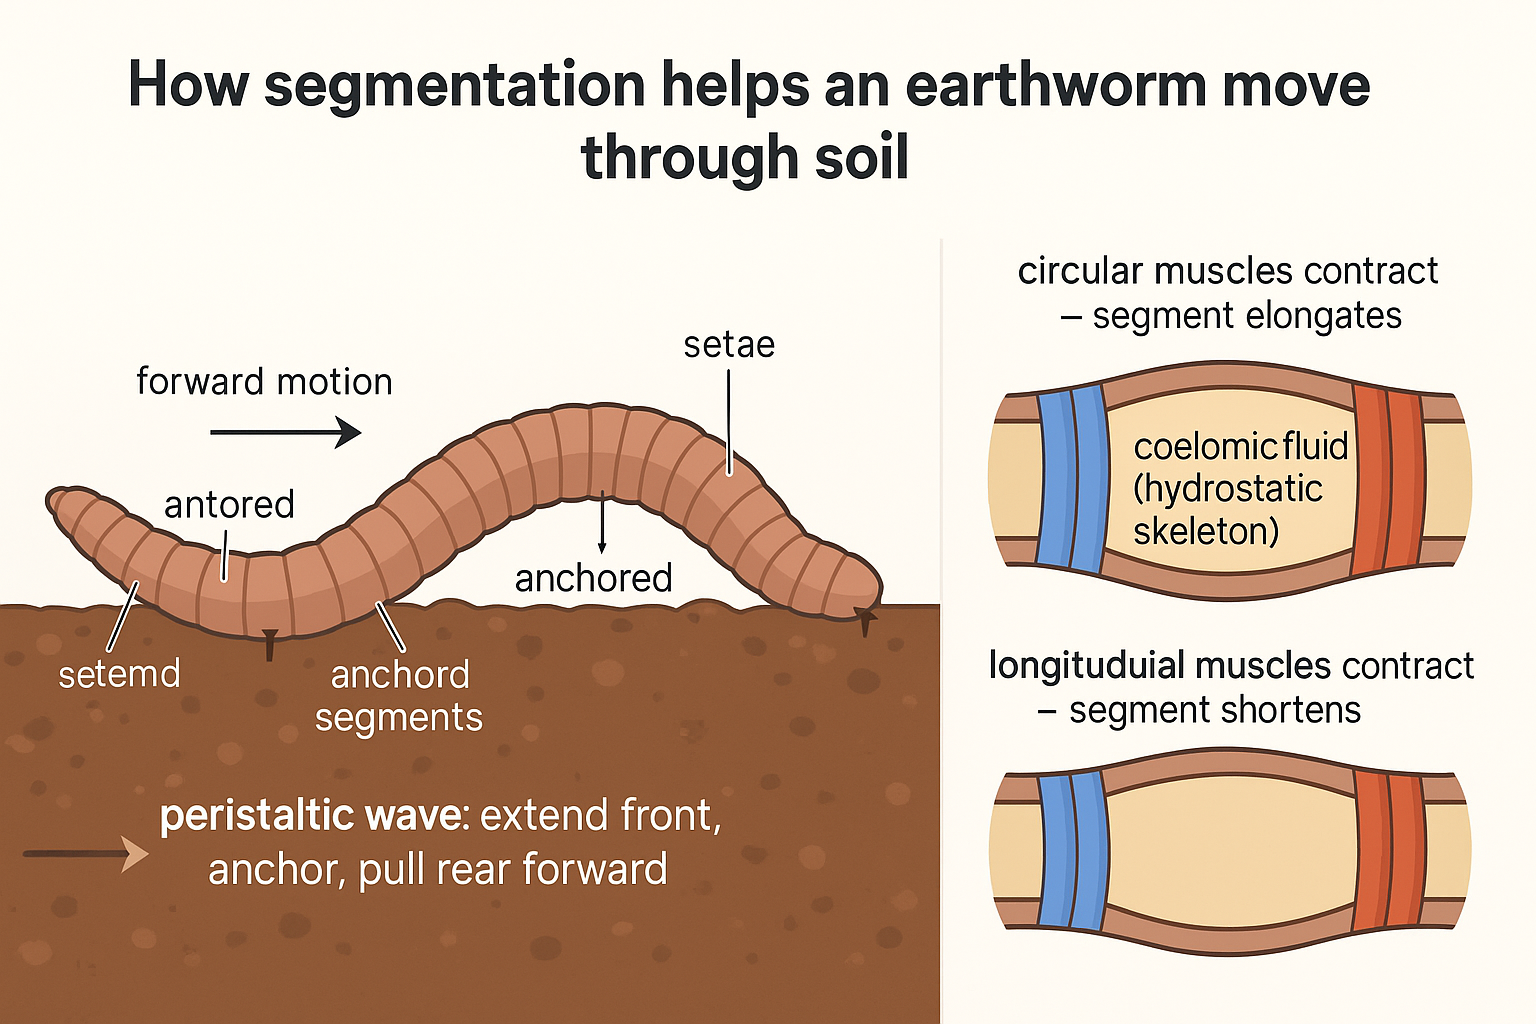 How segmentation helps an earthworm move
through soil
forward motion
setae
antored
anchored
setemd
anchord
segments
peristaltic wave: extend front,
anchor, pull rear forward
circular muscles contract
– segment elongates
coelomic fluid
(hydrostatic
skeleton)
longituduial muscles contract
– segment shortens